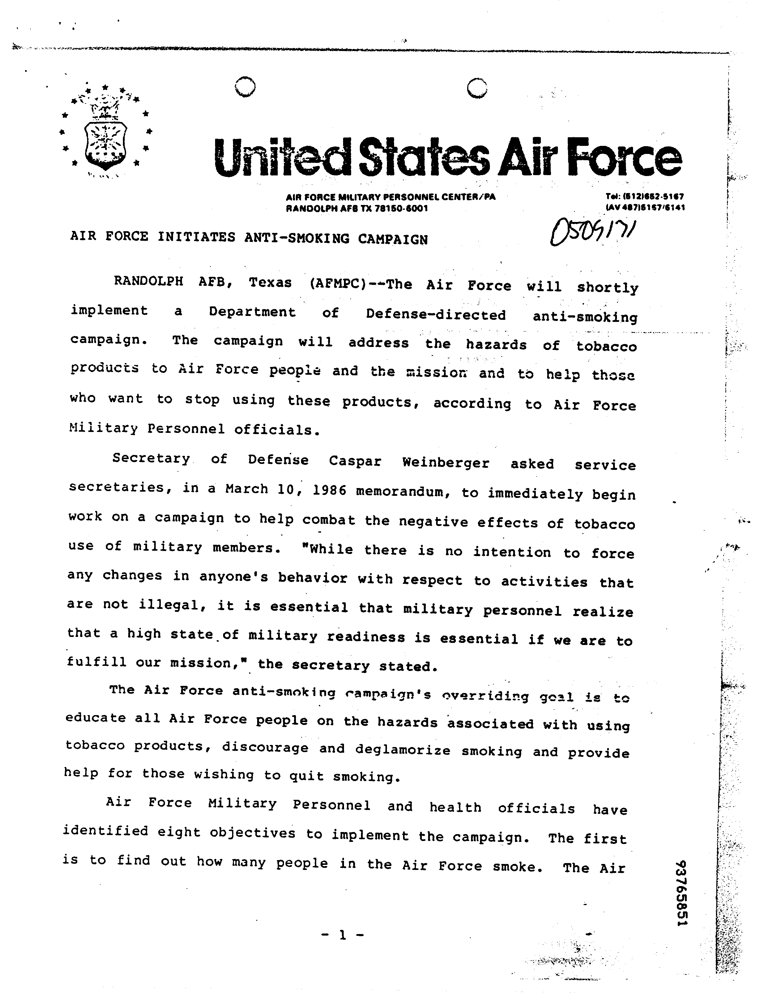 United States Air Force
AIR FORCE MILITARY PERSONNEL CENTER/PA
RANDOLPH AFB TX 78150-6001
Tel: (512)652-5167
(AV 487)5167/6141
0509171
AIR FORCE INITIATES ANTI-SMOKING CAMPAIGN
RANDOLPH AFB, Texas (AFMPC)--The Air Force will shortly
implement a Department of Defense-directed anti-smoking
campaign. The campaign will address the hazards of tobacco
products to Air Force people and the mission and to help those
who want to stop using these products, according to Air Force
Military Personnel officials.
Secretary of Defense Caspar Weinberger asked service
secretaries, in a March 10, 1986 memorandum, to immediately begin
work on a campaign to help combat the negative effects of tobacco
use of military members. "While there is no intention to force
any changes in anyone's behavior with respect to activities that
are not illegal, it is essential that military personnel realize
that a high state of military readiness is essential if we are to
fulfill our mission," the secretary stated.
The Air Force anti-smoking campaign's overriding goal is to
educate all Air Force people on the hazards associated with using
tobacco products, discourage and deglamorize smoking and provide
help for those wishing to quit smoking.
Air Force Military Personnel and health officials have
identified eight objectives to implement the campaign. The first
is to find out how many people in the Air Force smoke. The Air
93765851
- 1 -